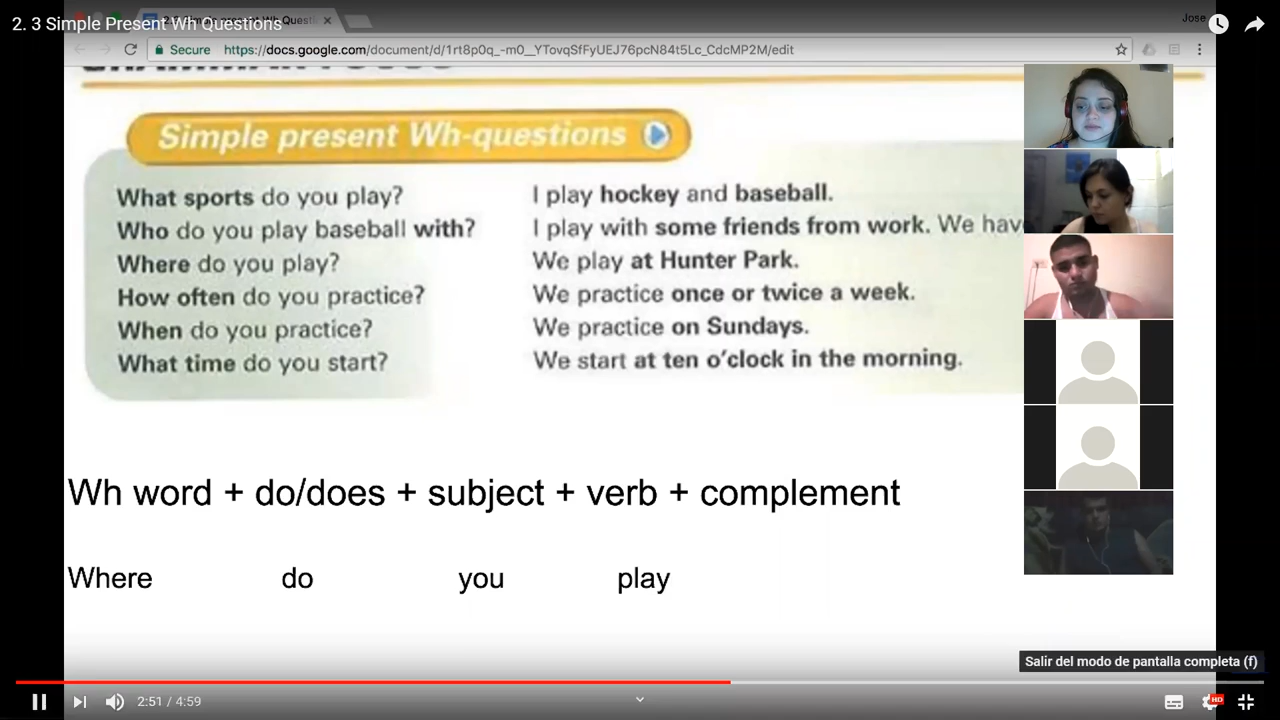 2. 3 Simple Present Wh Questions
Jose
Secure https://docs.google.com/document/d/1rt8p0q_-m0__YTovqSfFyUEJ76pcN84t5Lc_CdcMP2M/edit
Simple present Wh-questions
What sports do you play? I play hockey and baseball.
Who do you play baseball with? I play with some friends from work. We hav
Where do you play? We play at Hunter Park.
How often do you practice? We practice once or twice a week.
When do you practice? We practice on Sundays.
What time do you start? We start at ten o'clock in the morning.
Wh word + do/does + subject + verb + complement
Where do you play
Salir del modo de pantalla completa (f)
2:51 / 4:59
HD